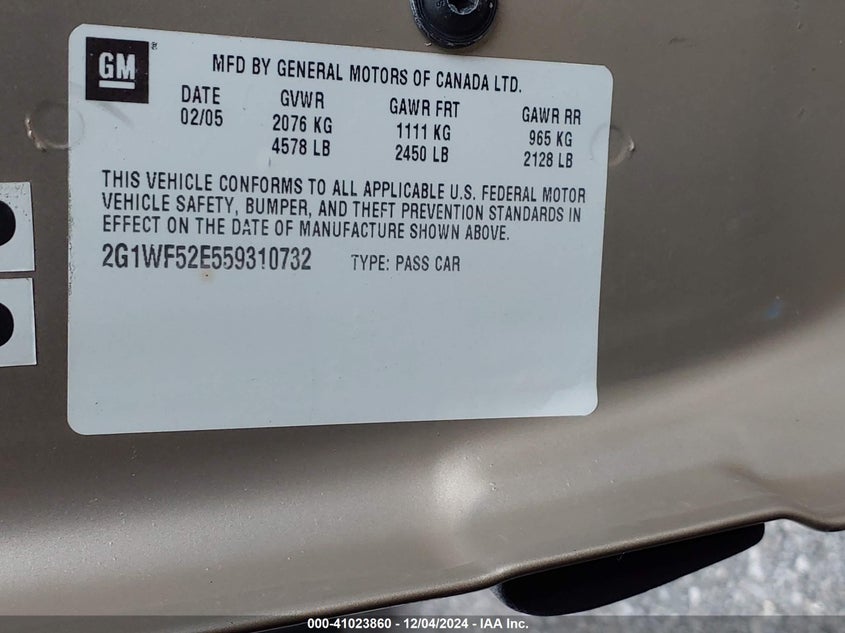 GM ®
MFD BY GENERAL MOTORS OF CANADA LTD.
DATE GVWR GAWR FRT GAWR RR
02/05 2076 KG 1111 KG 965 KG
4578 LB 2450 LB 2128 LB
THIS VEHICLE CONFORMS TO ALL APPLICABLE U.S. FEDERAL MOTOR
VEHICLE SAFETY, BUMPER, AND THEFT PREVENTION STANDARDS IN
EFFECT ON THE DATE OF MANUFACTURE SHOWN ABOVE.
2G1WF52E559310732 TYPE: PASS CAR
000-41023860 - 12/04/2024 - IAA Inc.